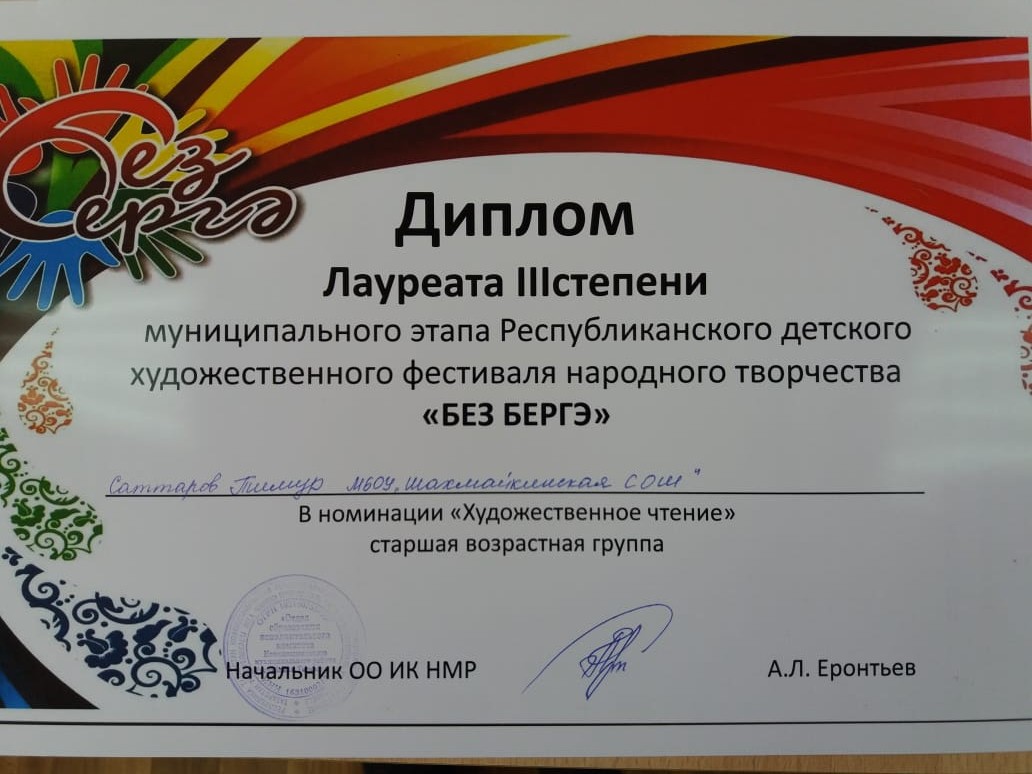 Без
Бергә
Диплом
Лауреата IIIстепени
муниципального этапа Республиканского детского
художественного фестиваля народного творчества
«БЕЗ БЕРГЭ»
Саттаров Тимур МБОУ „Шахмайкинская СОШ"
В номинации «Художественное чтение»
старшая возрастная группа
Начальник ОО ИК НМР
А.Л. Еронтьев